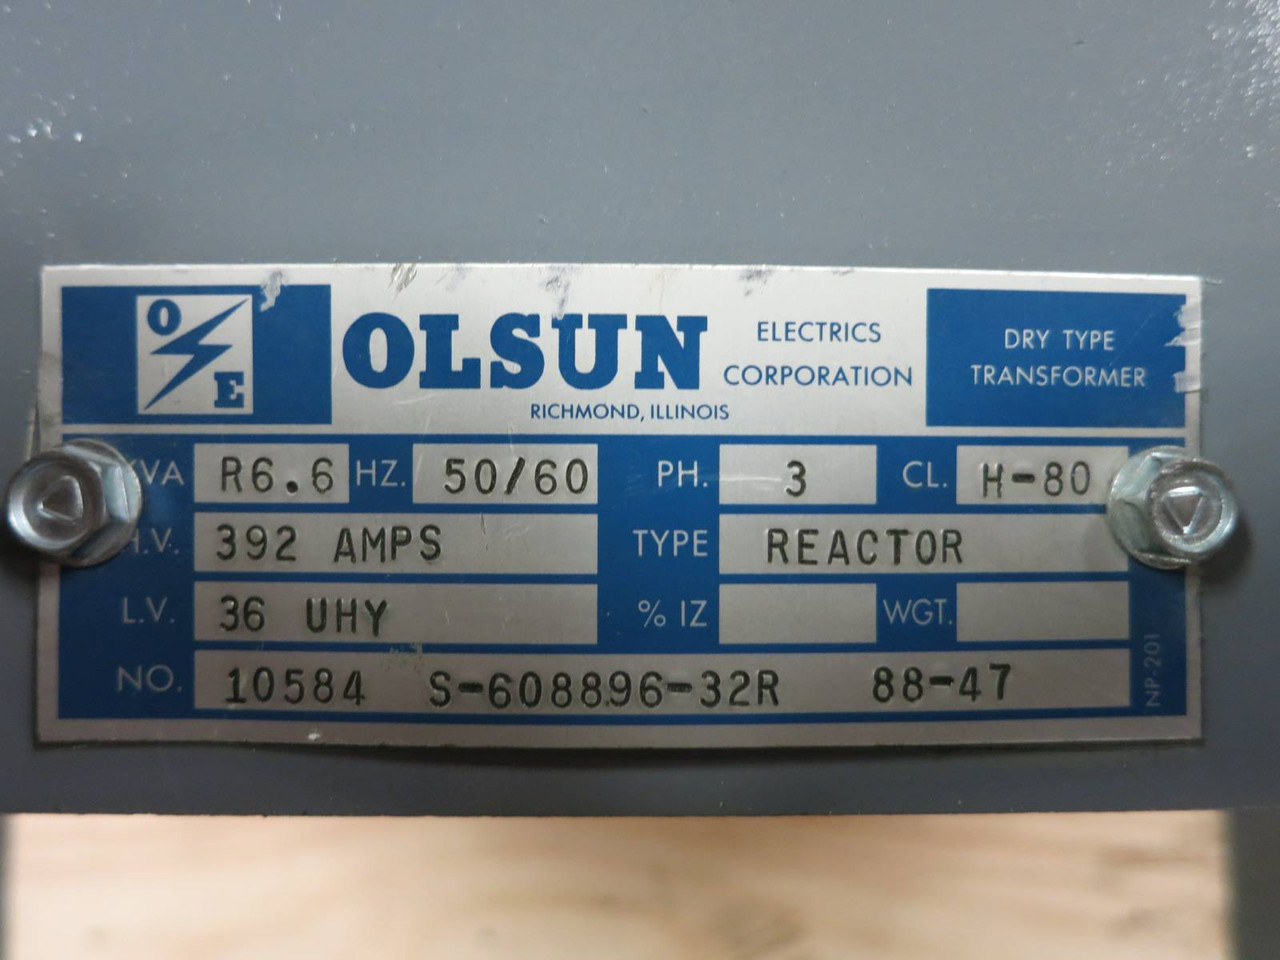 O E
OLSUN
ELECTRICS
CORPORATION
RICHMOND, ILLINOIS
DRY TYPE
TRANSFORMER
KVA R6.6 HZ. 50/60 PH. 3 CL. H-80
H.V. 392 AMPS TYPE REACTOR
L.V. 36 UHY % IZ WGT.
NO. 10584 S-608896-32R 88-47
NP-201